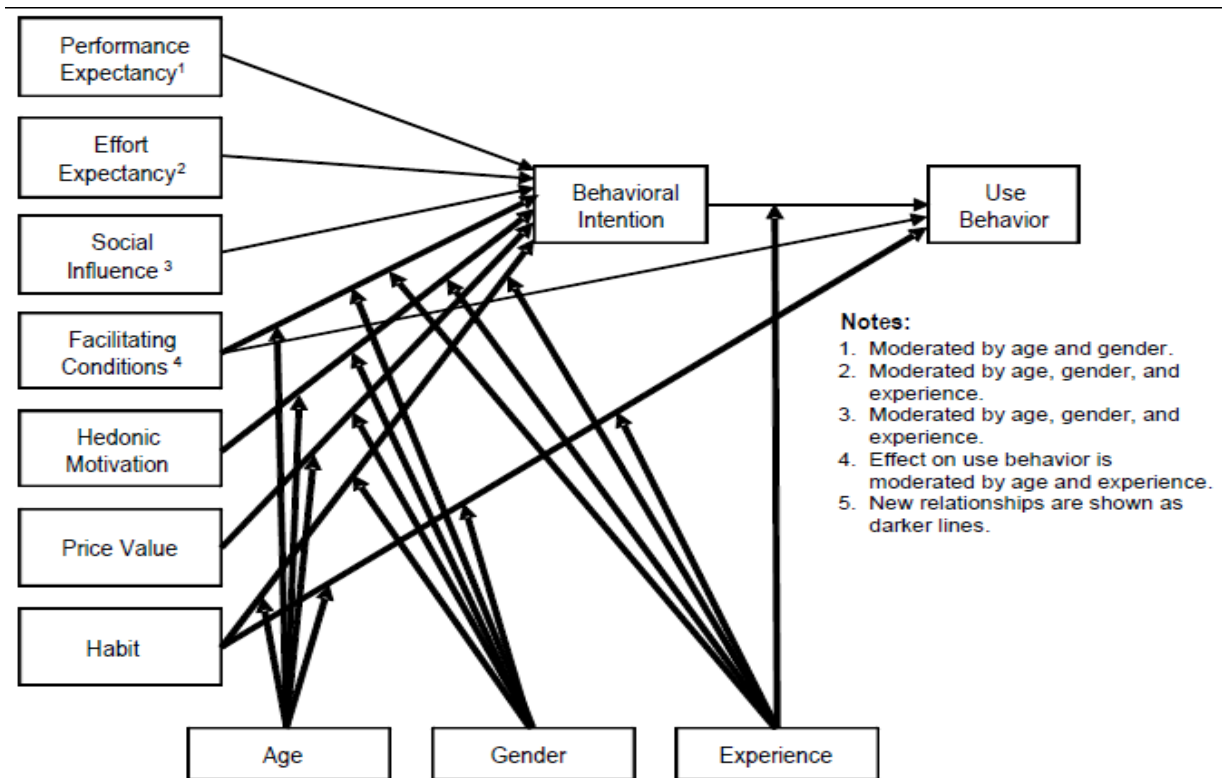 Performance
Expectancy¹
Effort
Expectancy²
Social
Influence ³
Facilitating
Conditions ⁴
Hedonic
Motivation
Price Value
Habit
Behavioral
Intention
Use
Behavior
Notes:
1. Moderated by age and gender.
2. Moderated by age, gender, and
experience.
3. Moderated by age, gender, and
experience.
4. Effect on use behavior is
moderated by age and experience.
5. New relationships are shown as
darker lines.
Age
Gender
Experience